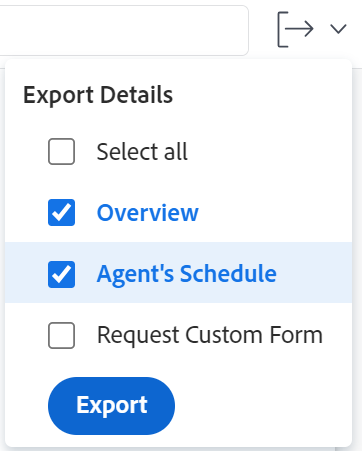 Export Details
Select all
Overview
Agent's Schedule
Request Custom Form
Export